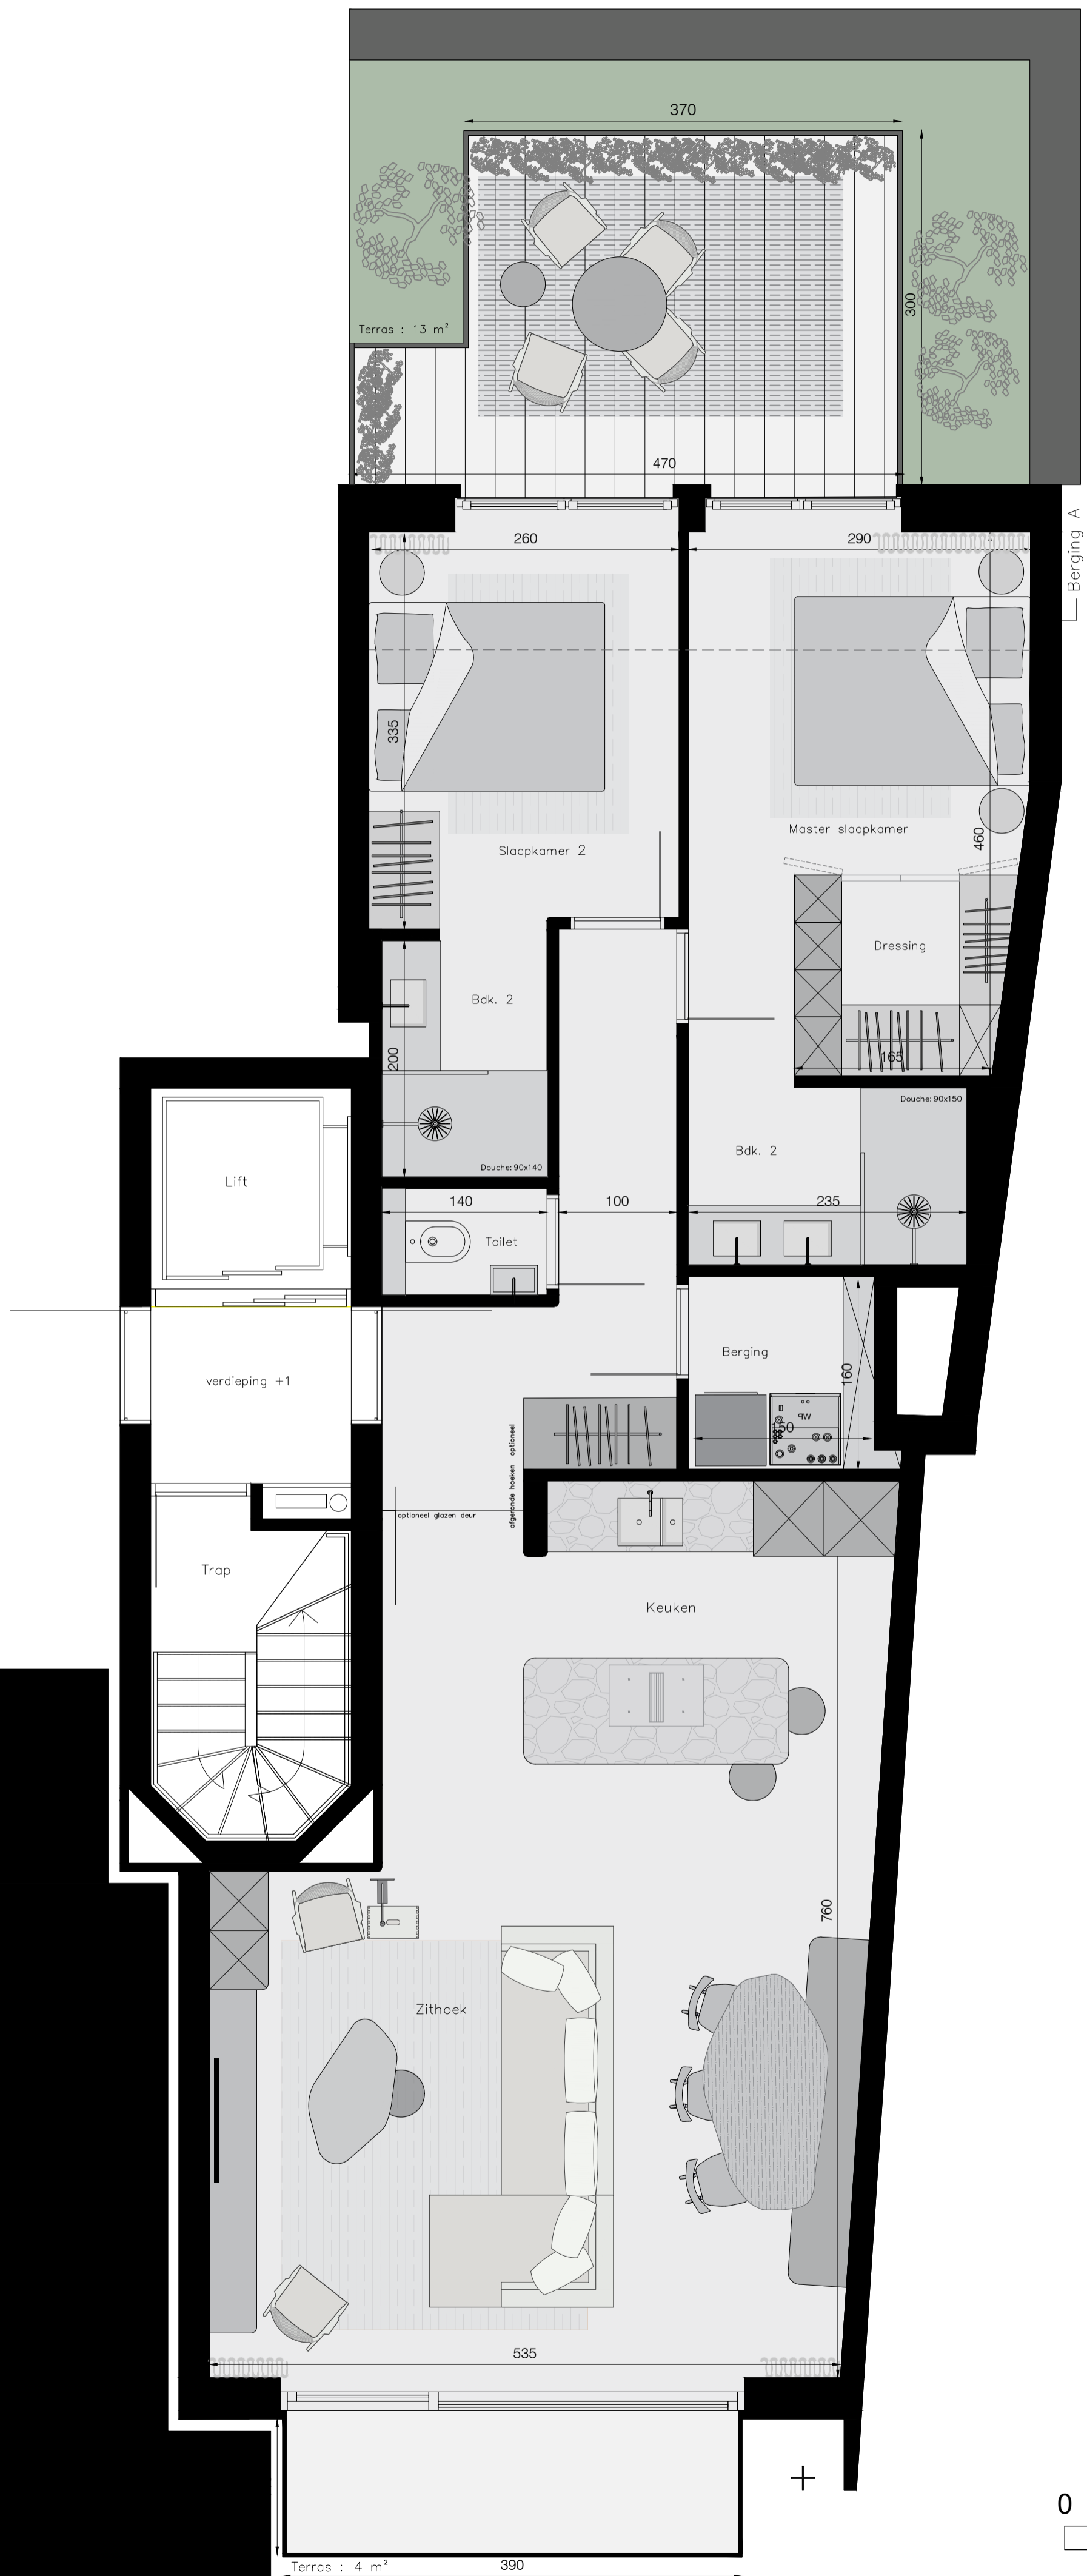 370
Terras : 13 m²
300
470
Berging A
260
290
335
Slaapkamer 2
Master slaapkamer
460
Dressing
Bdk. 2
200
165
Douche: 90x150
Lift
Bdk. 2
Douche: 90x140
140
100
235
Toilet
verdieping +1
Berging
160
WP
optioneel glazen deur
afgeronde hoeken optioneel
Trap
Keuken
760
Zithoek
535
0
Terras : 4 m²
390